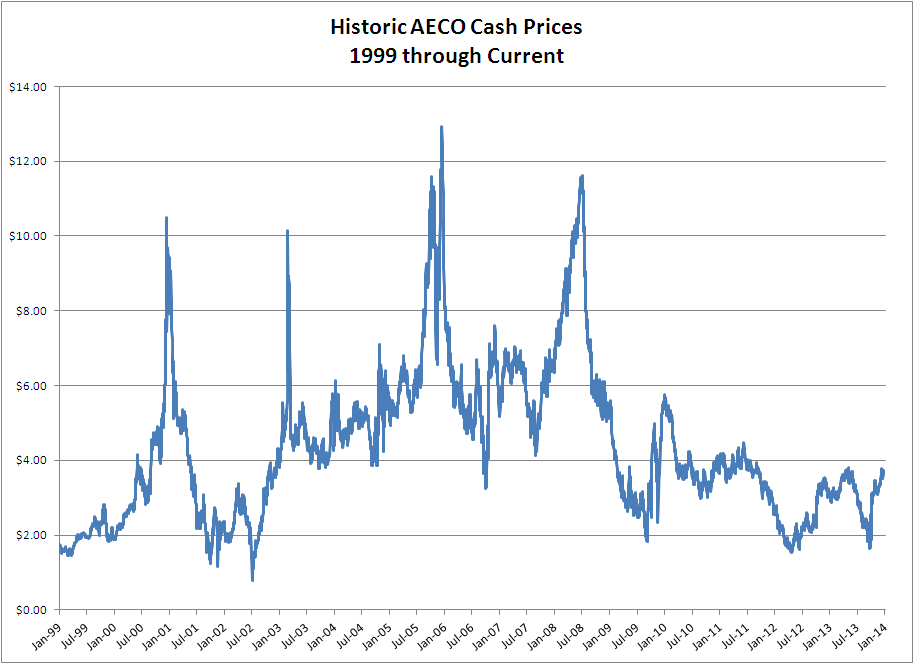 Historic AECO Cash Prices
1999 through Current
$14.00
$12.00
$10.00
$8.00
$6.00
$4.00
$2.00
$0.00
Jan-99
Jul-99
Jan-00
Jul-00
Jan-01
Jul-01
Jan-02
Jul-02
Jan-03
Jul-03
Jan-04
Jul-04
Jan-05
Jul-05
Jan-06
Jul-06
Jan-07
Jul-07
Jan-08
Jul-08
Jan-09
Jul-09
Jan-10
Jul-10
Jan-11
Jul-11
Jan-12
Jul-12
Jan-13
Jul-13
Jan-14